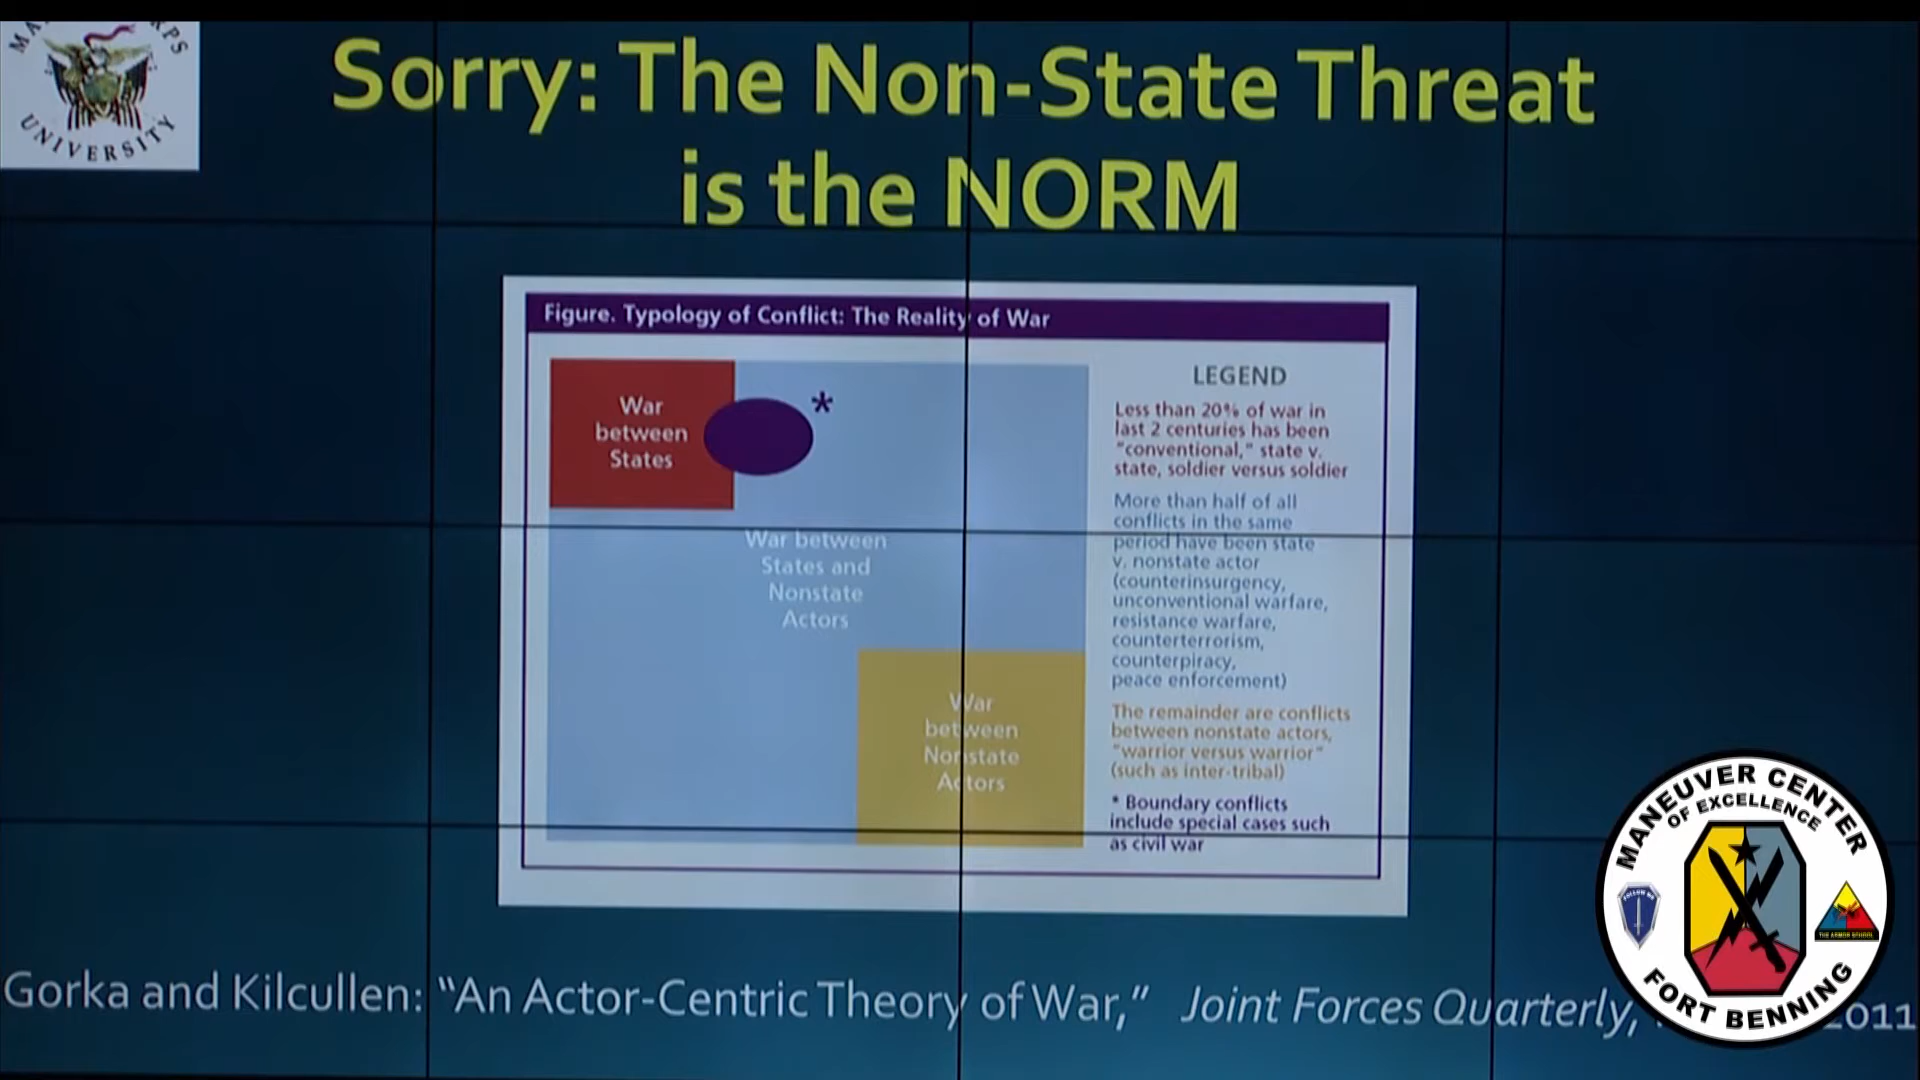 Sorry: The Non-State Threat
is the NORM
UNIVERSITY
Figure. Typology of Conflict: The Reality of War
War
between
States
*
War between
States and
Nonstate
Actors
War
between
Nonstate
Actors
LEGEND
Less than 20% of war in
last 2 centuries has been
"conventional," state v.
state, soldier versus soldier
More than half of all
conflicts in the same
period have been state
v. nonstate actor
(counterinsurgency,
unconventional warfare,
resistance warfare,
counterterrorism,
counterpiracy,
peace enforcement)
The remainder are conflicts
between nonstate actors,
"warrior versus warrior"
(such as inter-tribal)
* Boundary conflicts
include special cases such
as civil war
Gorka and Kilcullen: “An Actor-Centric Theory of War,” Joint Forces Quarterly, 2011
MANEUVER CENTER
OF EXCELLENCE
FOLLOW ME
THE ARMOR SCHOOL
FORT BENNING